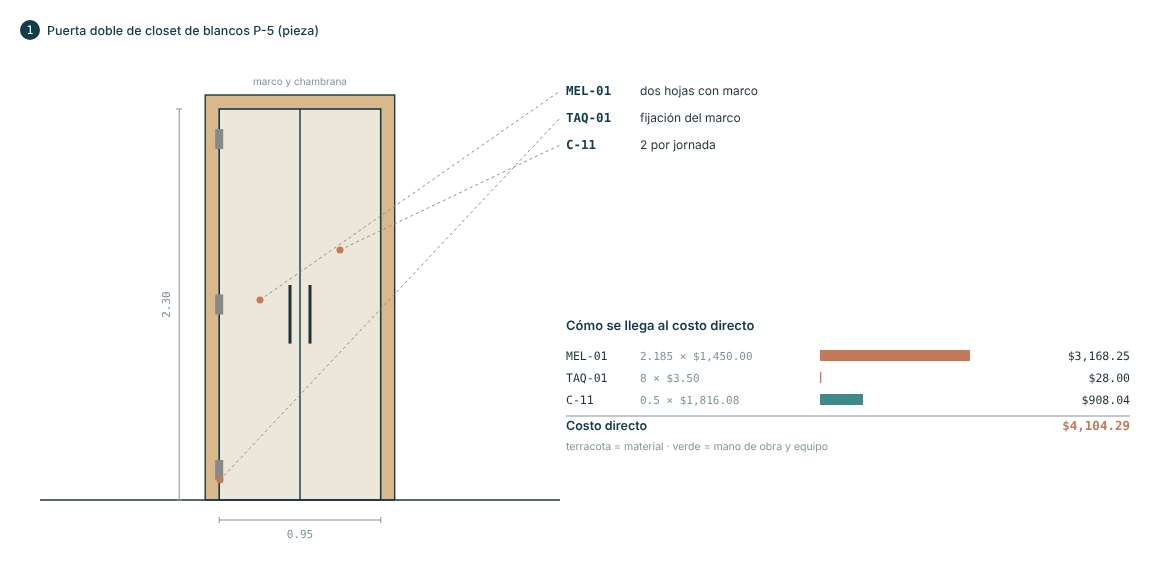 1 Puerta doble de closet de blancos P-5 (pieza)
marco y chambrana
MEL-01 dos hojas con marco
TAQ-01 fijación del marco
C-11 2 por jornada
2.30
0.95
Cómo se llega al costo directo
MEL-01 2.185 × $1,450.00 $3,168.25
TAQ-01 8 × $3.50 $28.00
C-11 0.5 × $1,816.08 $908.04
Costo directo $4,104.29
terracota = material · verde = mano de obra y equipo